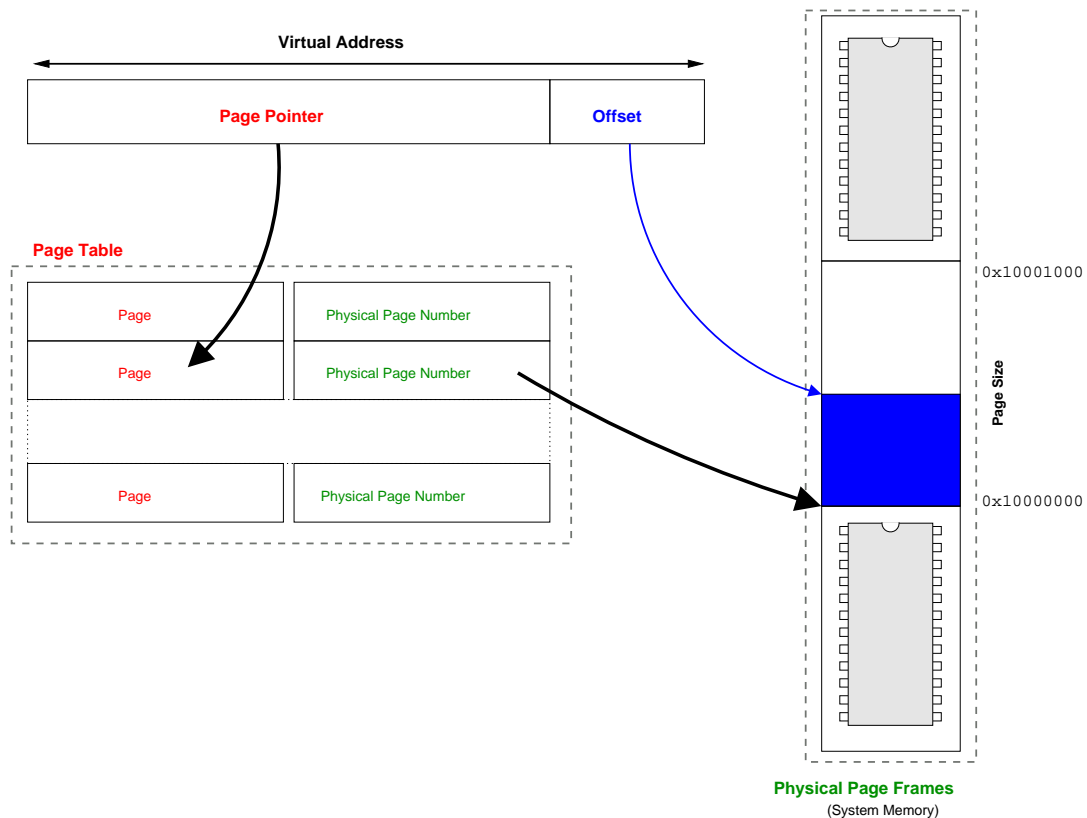 Virtual Address
Page Pointer
Offset
Page Table
Page
Physical Page Number
Page
Physical Page Number
Page
Physical Page Number
0x10001000
Page Size
0x10000000
Physical Page Frames
(System Memory)